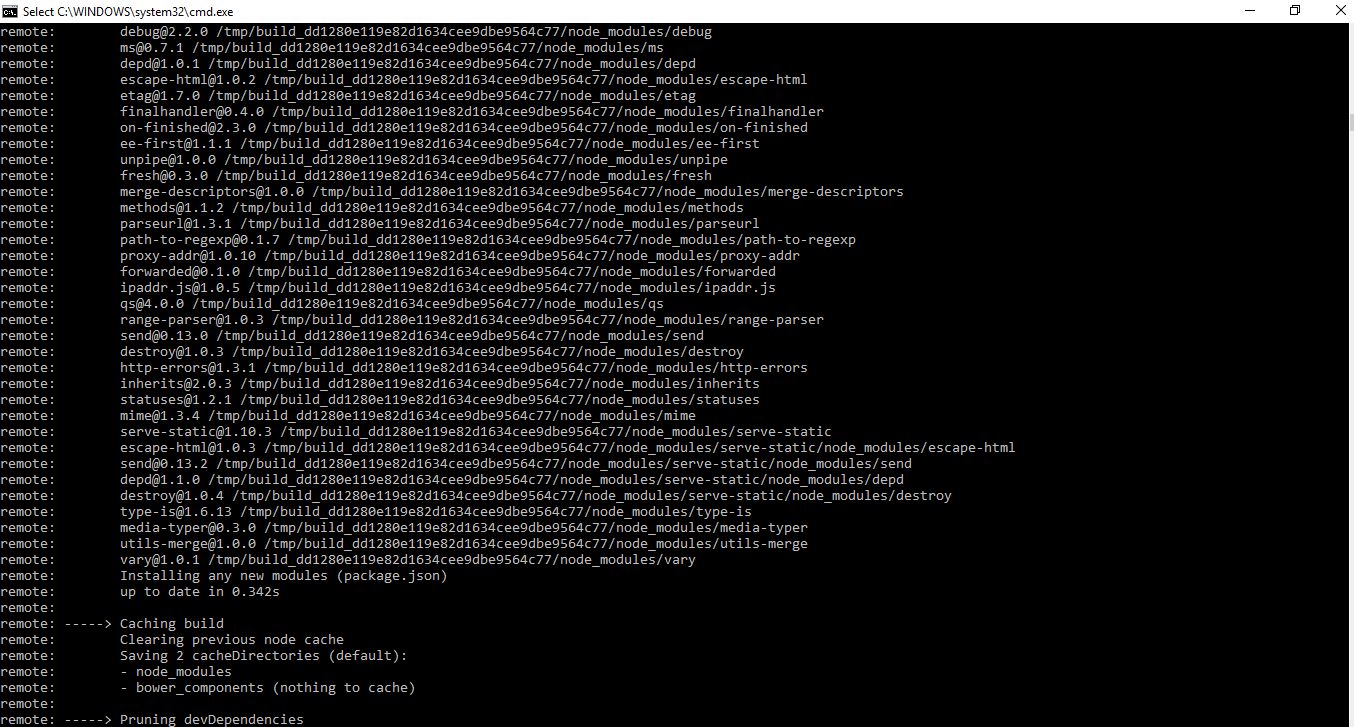 Select C:\WINDOWS\system32\cmd.exe
remote:        debug@2.2.0 /tmp/build_dd1280e119e82d1634cee9dbe9564c77/node_modules/debug
remote:        ms@0.7.1 /tmp/build_dd1280e119e82d1634cee9dbe9564c77/node_modules/ms
remote:        depd@1.0.1 /tmp/build_dd1280e119e82d1634cee9dbe9564c77/node_modules/depd
remote:        escape-html@1.0.2 /tmp/build_dd1280e119e82d1634cee9dbe9564c77/node_modules/escape-html
remote:        etag@1.7.0 /tmp/build_dd1280e119e82d1634cee9dbe9564c77/node_modules/etag
remote:        finalhandler@0.4.0 /tmp/build_dd1280e119e82d1634cee9dbe9564c77/node_modules/finalhandler
remote:        on-finished@2.3.0 /tmp/build_dd1280e119e82d1634cee9dbe9564c77/node_modules/on-finished
remote:        ee-first@1.1.1 /tmp/build_dd1280e119e82d1634cee9dbe9564c77/node_modules/ee-first
remote:        unpipe@1.0.0 /tmp/build_dd1280e119e82d1634cee9dbe9564c77/node_modules/unpipe
remote:        fresh@0.3.0 /tmp/build_dd1280e119e82d1634cee9dbe9564c77/node_modules/fresh
remote:        merge-descriptors@1.0.0 /tmp/build_dd1280e119e82d1634cee9dbe9564c77/node_modules/merge-descriptors
remote:        methods@1.1.2 /tmp/build_dd1280e119e82d1634cee9dbe9564c77/node_modules/methods
remote:        parseurl@1.3.1 /tmp/build_dd1280e119e82d1634cee9dbe9564c77/node_modules/parseurl
remote:        path-to-regexp@0.1.7 /tmp/build_dd1280e119e82d1634cee9dbe9564c77/node_modules/path-to-regexp
remote:        proxy-addr@1.0.10 /tmp/build_dd1280e119e82d1634cee9dbe9564c77/node_modules/proxy-addr
remote:        forwarded@0.1.0 /tmp/build_dd1280e119e82d1634cee9dbe9564c77/node_modules/forwarded
remote:        ipaddr.js@1.0.5 /tmp/build_dd1280e119e82d1634cee9dbe9564c77/node_modules/ipaddr.js
remote:        qs@4.0.0 /tmp/build_dd1280e119e82d1634cee9dbe9564c77/node_modules/qs
remote:        range-parser@1.0.3 /tmp/build_dd1280e119e82d1634cee9dbe9564c77/node_modules/range-parser
remote:        send@0.13.0 /tmp/build_dd1280e119e82d1634cee9dbe9564c77/node_modules/send
remote:        destroy@1.0.3 /tmp/build_dd1280e119e82d1634cee9dbe9564c77/node_modules/destroy
remote:        http-errors@1.3.1 /tmp/build_dd1280e119e82d1634cee9dbe9564c77/node_modules/http-errors
remote:        inherits@2.0.3 /tmp/build_dd1280e119e82d1634cee9dbe9564c77/node_modules/inherits
remote:        statuses@1.2.1 /tmp/build_dd1280e119e82d1634cee9dbe9564c77/node_modules/statuses
remote:        mime@1.3.4 /tmp/build_dd1280e119e82d1634cee9dbe9564c77/node_modules/mime
remote:        serve-static@1.10.3 /tmp/build_dd1280e119e82d1634cee9dbe9564c77/node_modules/serve-static
remote:        escape-html@1.0.3 /tmp/build_dd1280e119e82d1634cee9dbe9564c77/node_modules/serve-static/node_modules/escape-html
remote:        send@0.13.2 /tmp/build_dd1280e119e82d1634cee9dbe9564c77/node_modules/serve-static/node_modules/send
remote:        depd@1.1.0 /tmp/build_dd1280e119e82d1634cee9dbe9564c77/node_modules/serve-static/node_modules/depd
remote:        destroy@1.0.4 /tmp/build_dd1280e119e82d1634cee9dbe9564c77/node_modules/serve-static/node_modules/destroy
remote:        type-is@1.6.13 /tmp/build_dd1280e119e82d1634cee9dbe9564c77/node_modules/type-is
remote:        media-typer@0.3.0 /tmp/build_dd1280e119e82d1634cee9dbe9564c77/node_modules/media-typer
remote:        utils-merge@1.0.0 /tmp/build_dd1280e119e82d1634cee9dbe9564c77/node_modules/utils-merge
remote:        vary@1.0.1 /tmp/build_dd1280e119e82d1634cee9dbe9564c77/node_modules/vary
remote:        Installing any new modules (package.json)
remote:        up to date in 0.342s
remote:
remote: -----> Caching build
remote:        Clearing previous node cache
remote:        Saving 2 cacheDirectories (default):
remote:        - node_modules
remote:        - bower_components (nothing to cache)
remote:
remote: -----> Pruning devDependencies